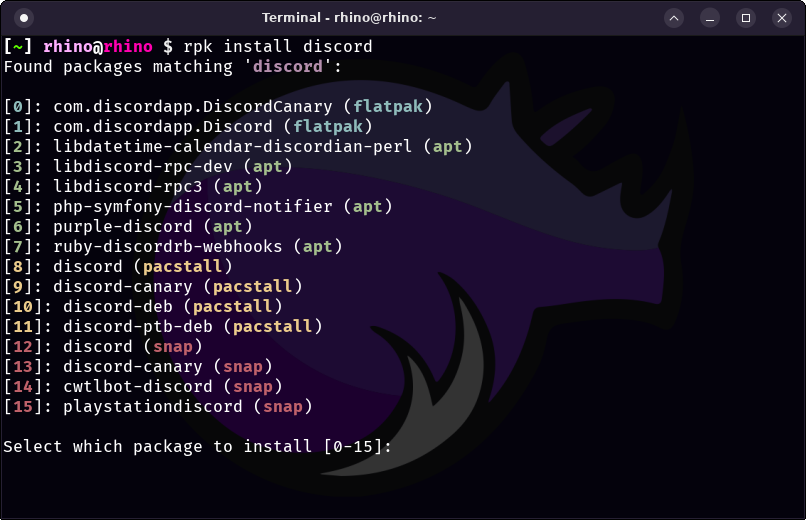 Terminal - rhino@rhino: ~
[~] rhino@rhino $ rpk install discord
Found packages matching 'discord':
[0]: com.discordapp.DiscordCanary (flatpak)
[1]: com.discordapp.Discord (flatpak)
[2]: libdatetime-calendar-discordian-perl (apt)
[3]: libdiscord-rpc-dev (apt)
[4]: libdiscord-rpc3 (apt)
[5]: php-symfony-discord-notifier (apt)
[6]: purple-discord (apt)
[7]: ruby-discordrb-webhooks (apt)
[8]: discord (pacstall)
[9]: discord-canary (pacstall)
[10]: discord-deb (pacstall)
[11]: discord-ptb-deb (pacstall)
[12]: discord (snap)
[13]: discord-canary (snap)
[14]: cwtlbot-discord (snap)
[15]: playstationdiscord (snap)
Select which package to install [0-15]: